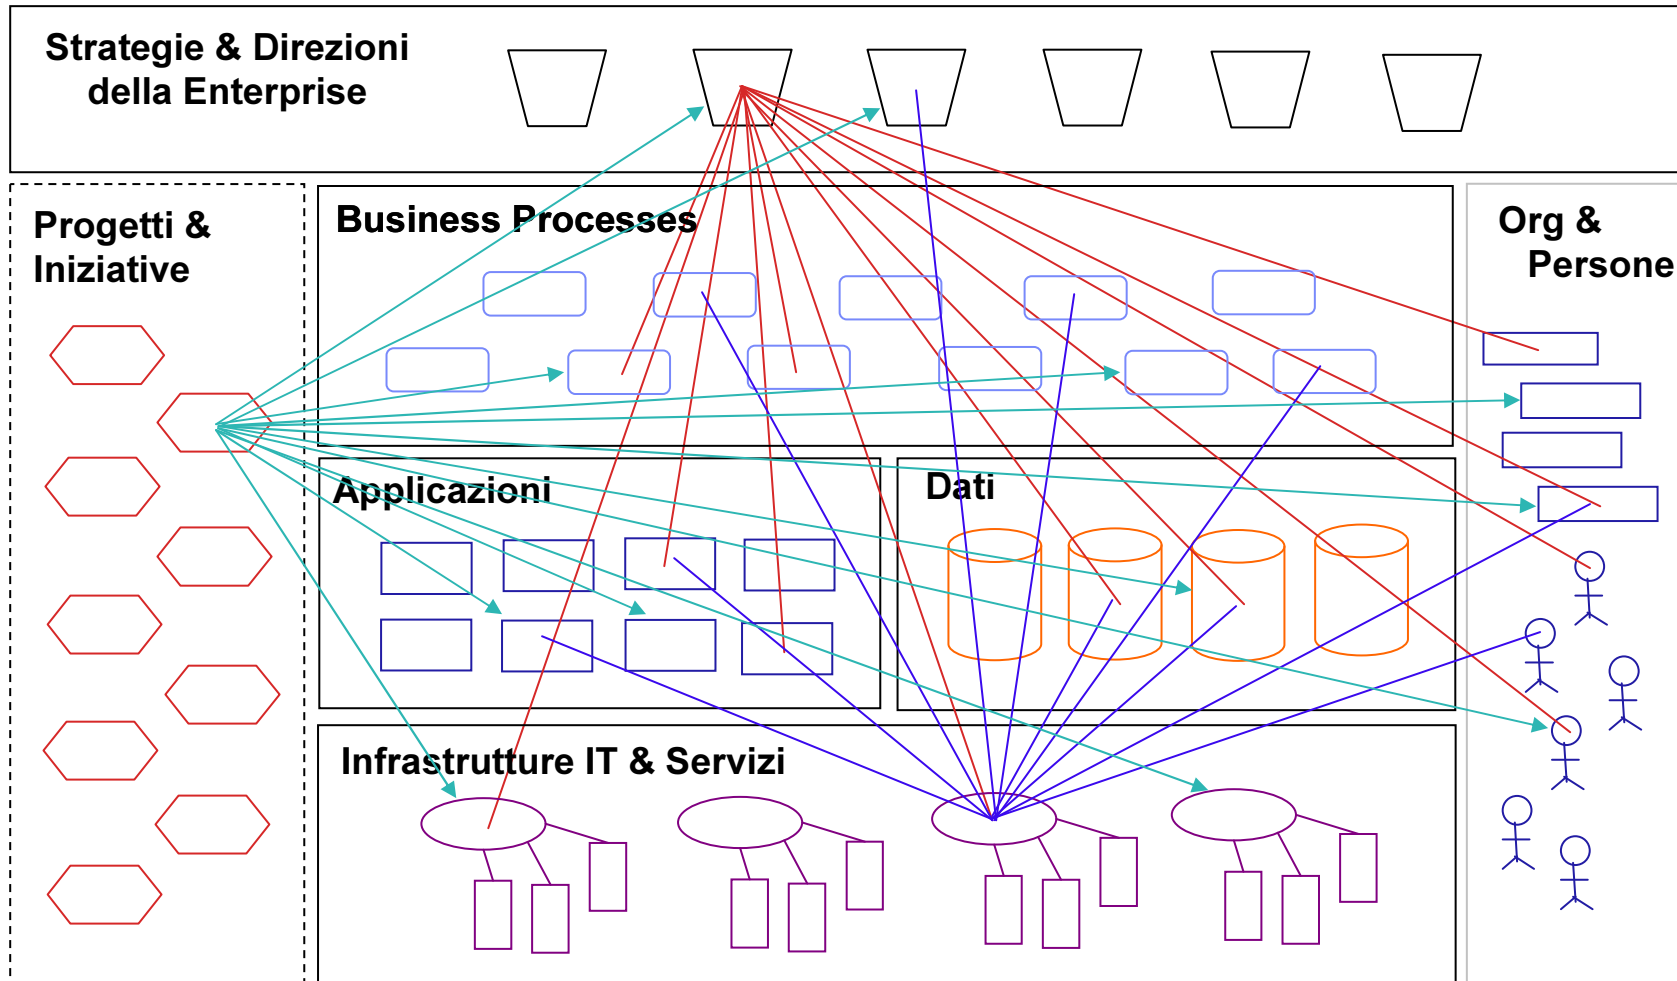 Strategie & Direzioni
della Enterprise
Progetti &
Iniziative
Business Processes
Org &
Persone
Applicazioni
Dati
Infrastrutture IT & Servizi